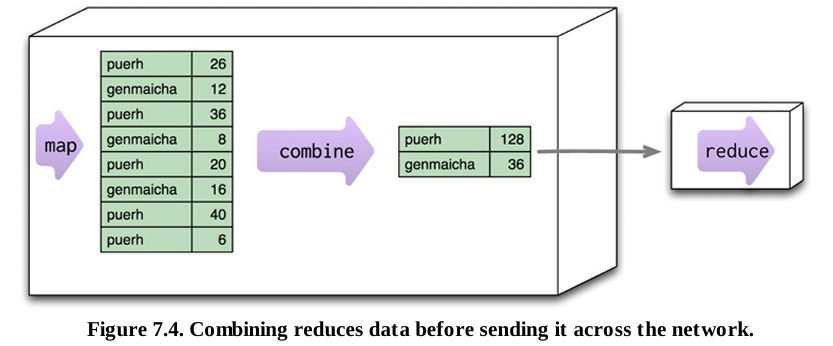 map
puerh 26
genmaicha 12
puerh 36
genmaicha 8
puerh 20
genmaicha 16
puerh 40
puerh 6
combine
puerh 128
genmaicha 36
reduce
Figure 7.4. Combining reduces data before sending it across the network.